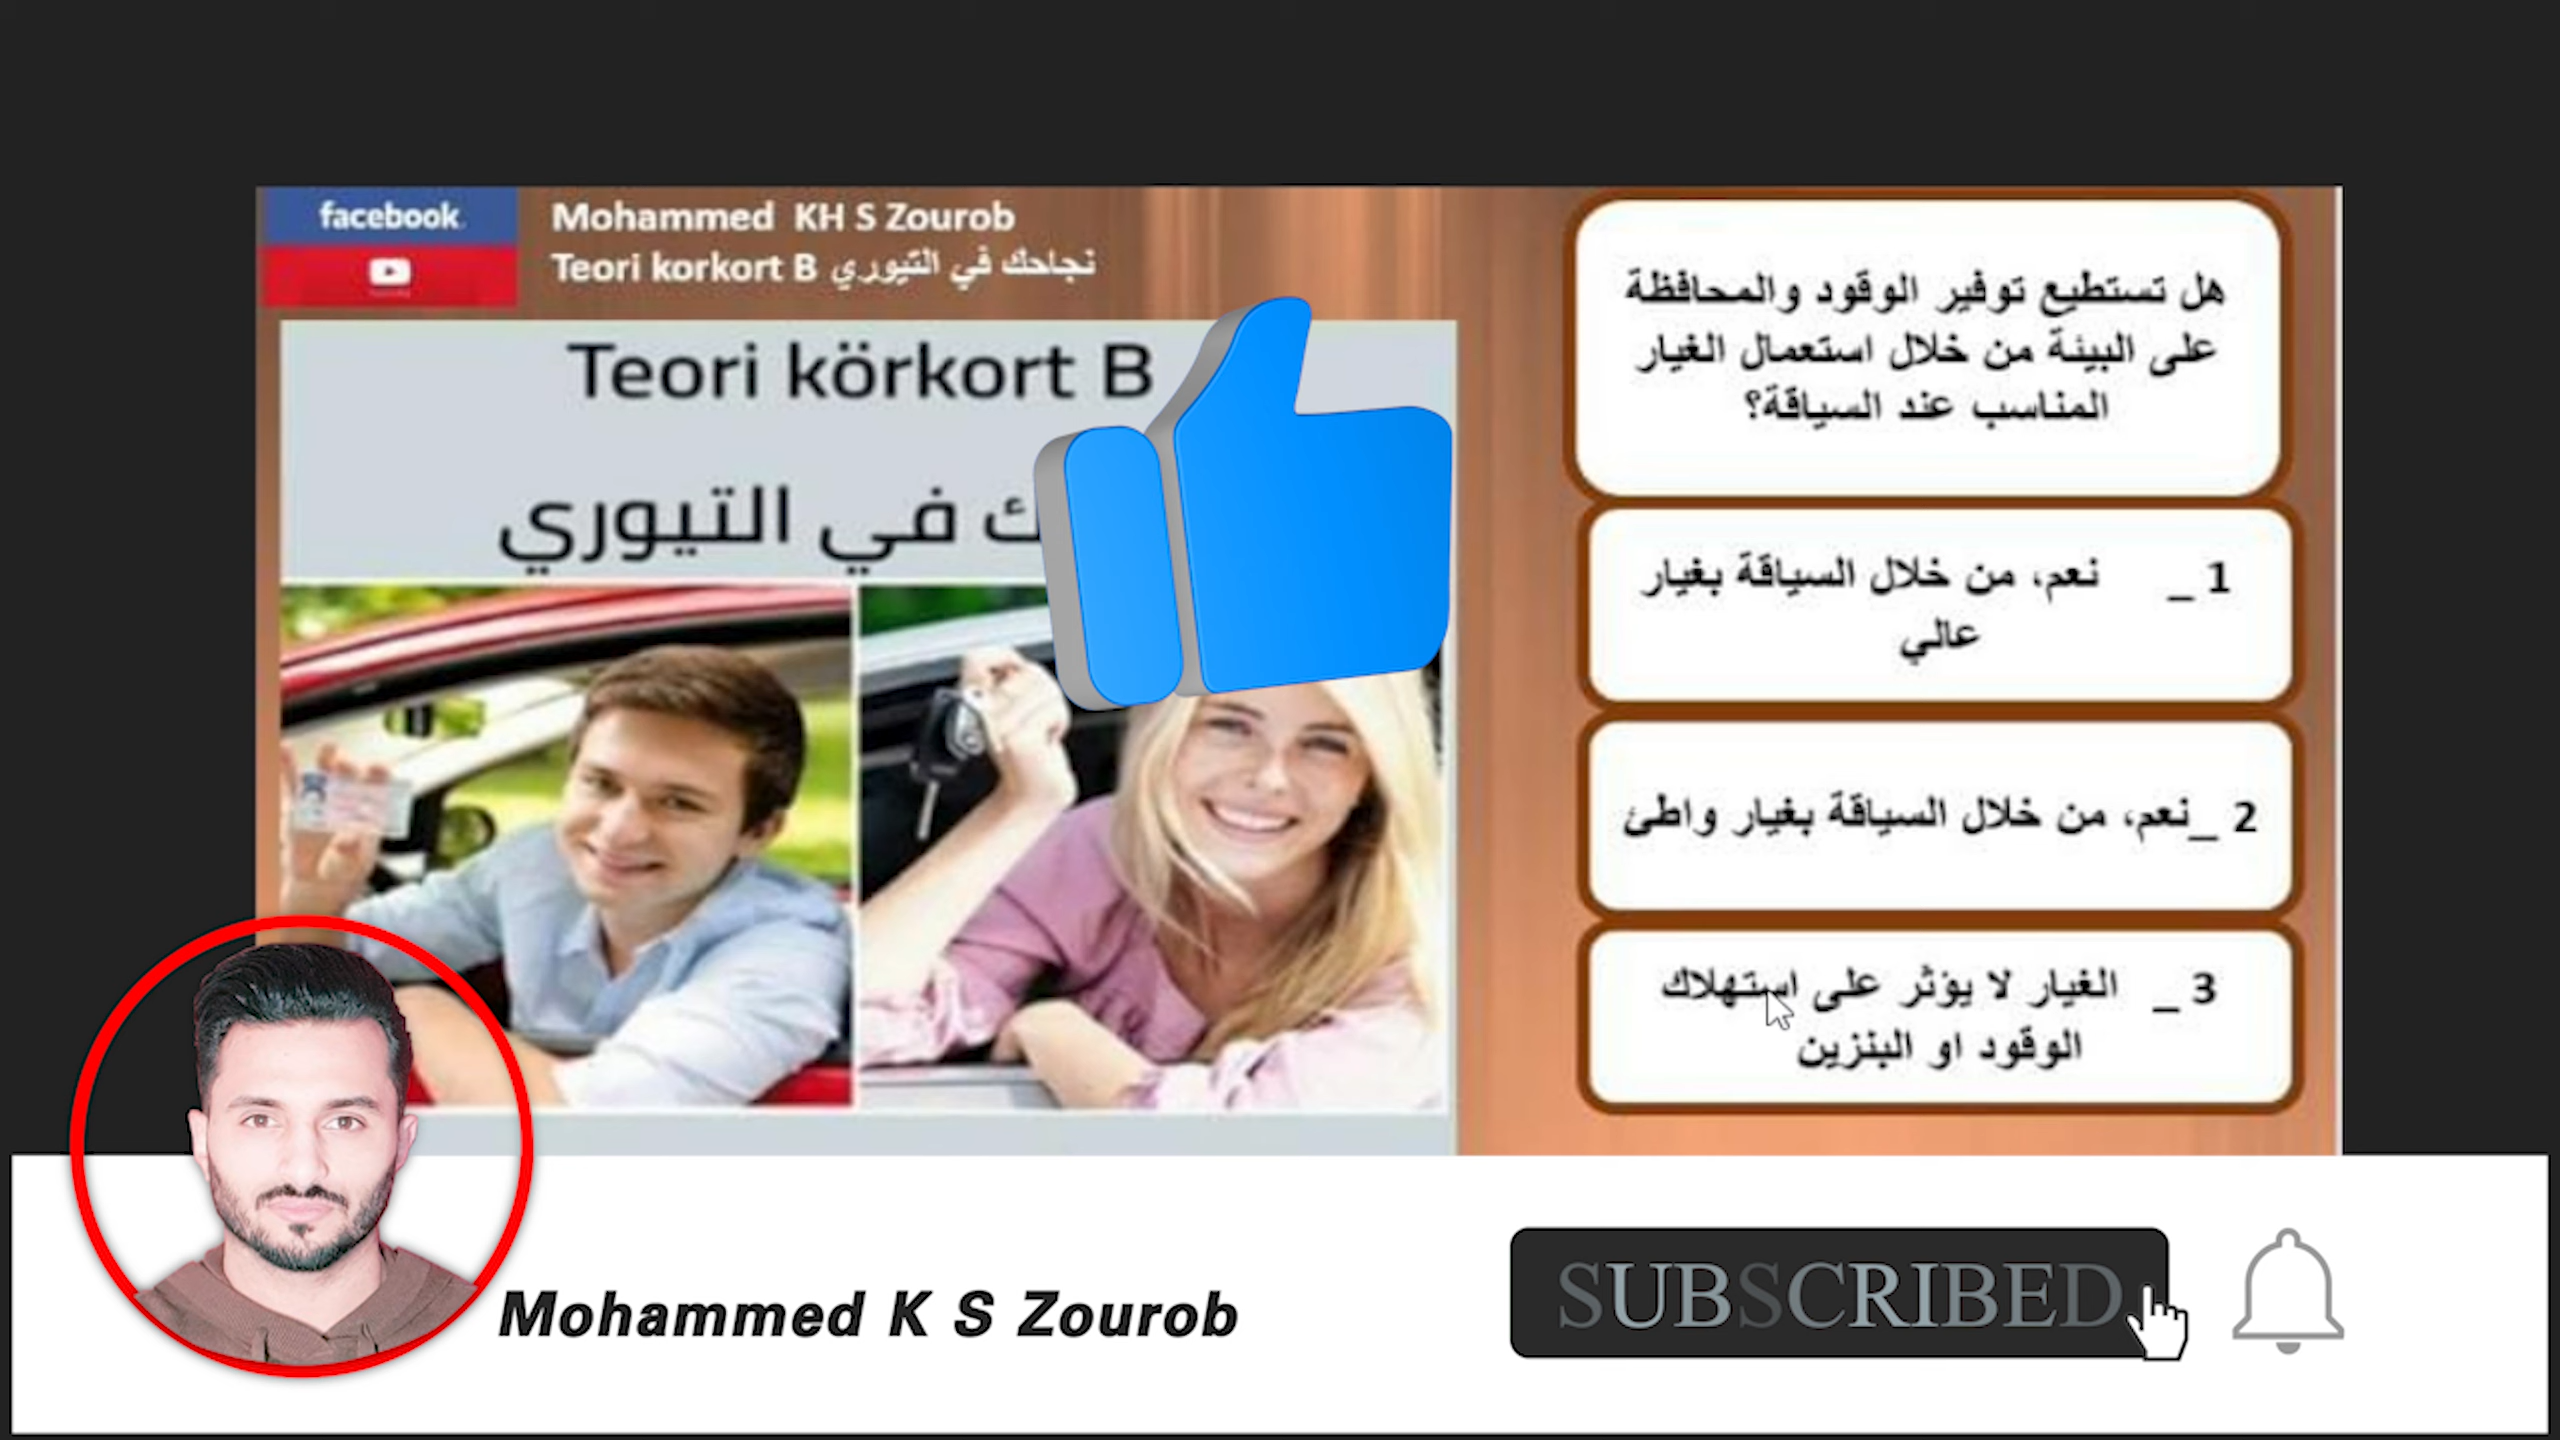 facebook
Mohammed KH S Zourob
Teori korkort B نجاحك في التيوري
Teori körkort B
في التيوري
هل تستطيع توفير الوقود والمحافظة
على البيئة من خلال استعمال الغيار
المناسب عند السياقة؟
1 _ نعم، من خلال السياقة بغيار
عالي
2 _نعم، من خلال السياقة بغيار واطئ
3 _ الغيار لا يؤثر على استهلاك
الوقود او البنزين
Mohammed K S Zourob
SUBSCRIBED